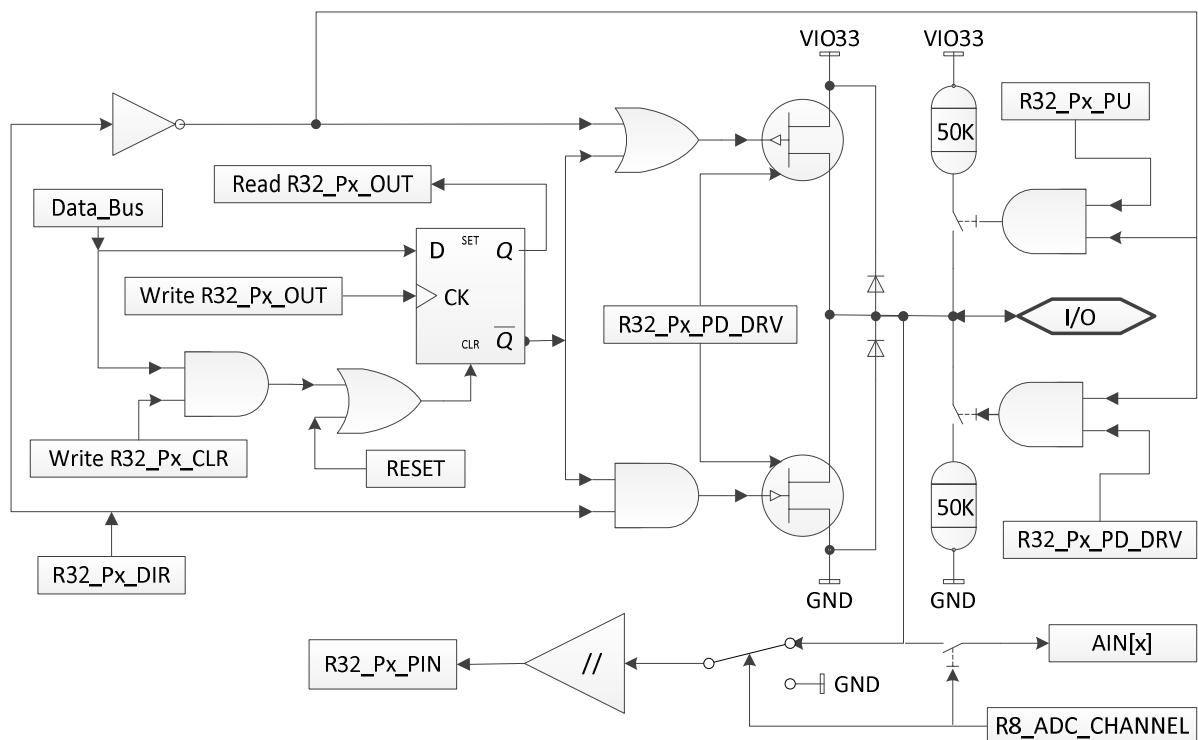 VIO33
VIO33
R32_Px_PU
50K
Read R32_Px_OUT
Data_Bus
D
SET
Q
Write R32_Px_OUT
CK
R32_Px_PD_DRV
I/O
CLR
Q
Write R32_Px_CLR
RESET
50K
R32_Px_PD_DRV
R32_Px_DIR
GND
GND
R32_Px_PIN
//
AIN[x]
GND
R8_ADC_CHANNEL